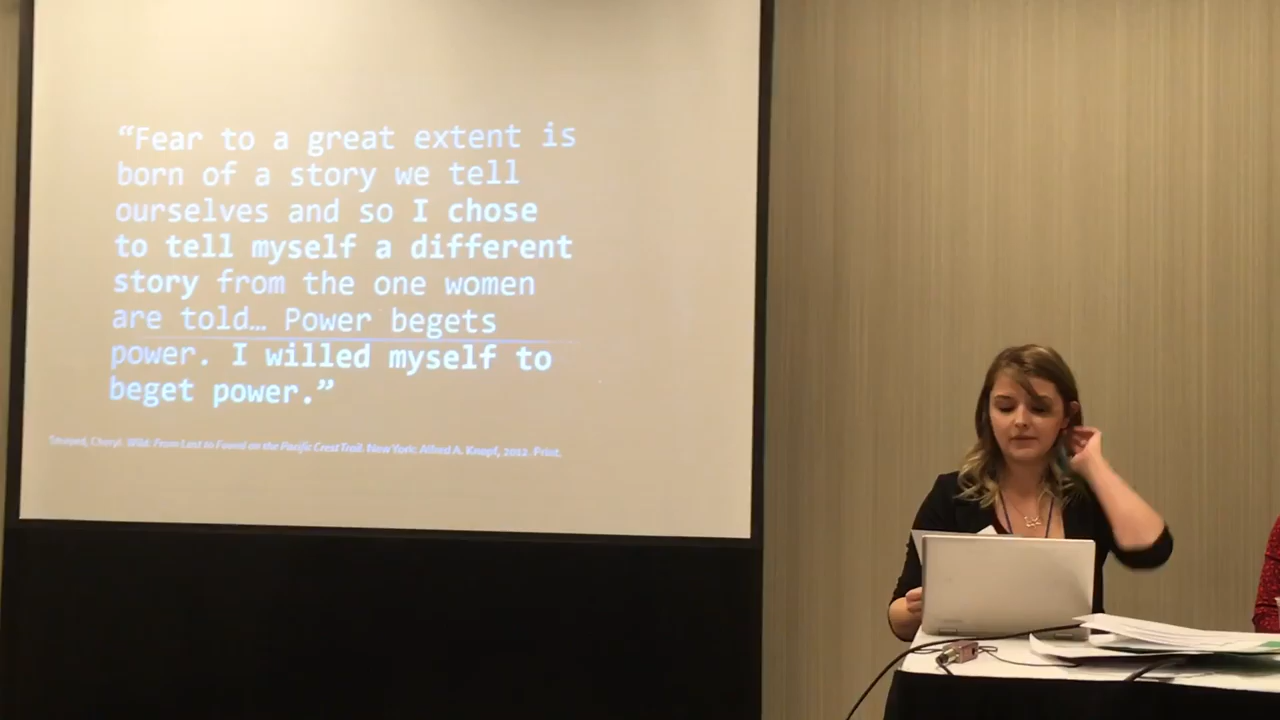 “Fear to a great extent is
born of a story we tell
ourselves and so I chose
to tell myself a different
story from the one women
are told… Power begets
power. I willed myself to
beget power.”
Strayed, Cheryl. Wild: From Lost to Found on the Pacific Crest Trail. New York: Alfred A. Knopf, 2012. Print.